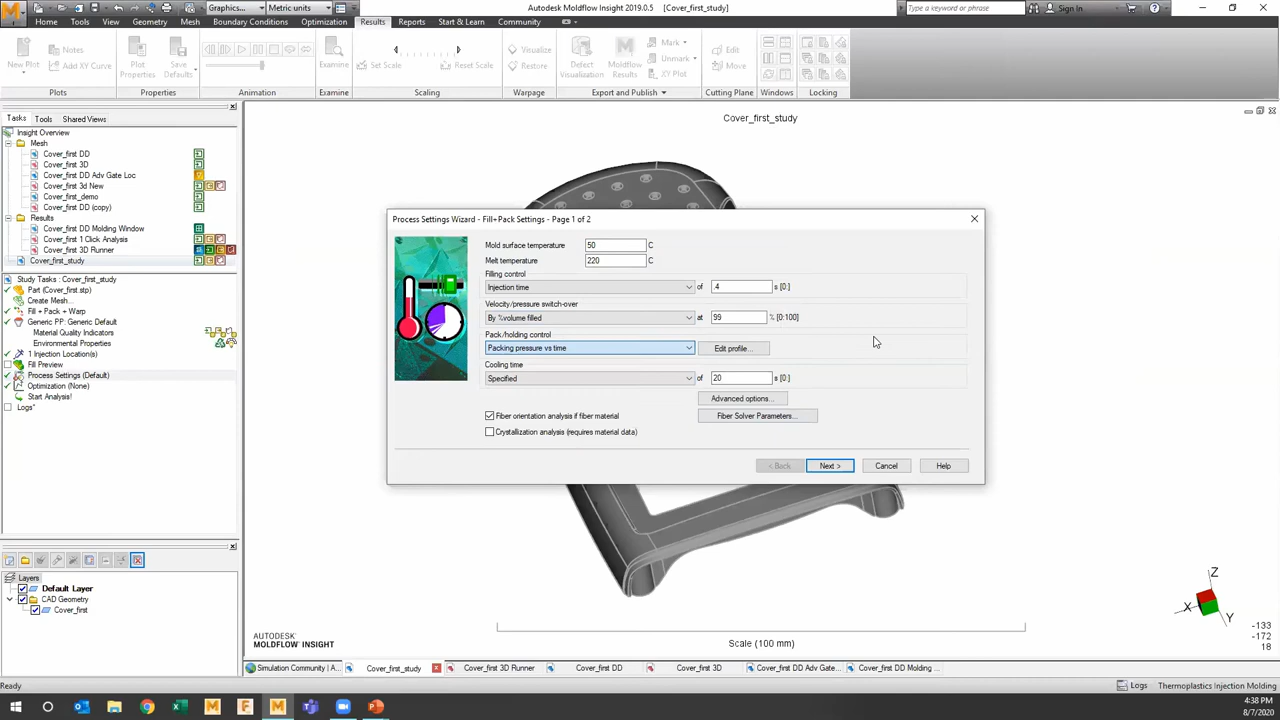 Graphics...
Metric units
Autodesk Moldflow Insight 2019.0.5 [Cover_first_study]
Type a keyword or phrase
Sign In
Home
Tools
View
Geometry
Mesh
Boundary Conditions
Optimization
Results
Reports
Start & Learn
Community
New Plot
Notes
Add XY Curve
Plots
Plot Properties
Save Defaults
Properties
Animation
Examine
Examine
Set Scale
Reset Scale
Scaling
Visualize
Restore
Warpage
Defect Visualization
Moldflow Results
Mark
Unmark
XY Plot
Export and Publish
Edit
Move
Cutting Plane
Windows
Locking
Tasks
Tools
Shared Views
Insight Overview
Mesh
Cover_first DD
Cover_first 3D
Cover_first DD Adv Gate Loc
Cover_first 3d New
Cover_first_demo
Cover_first DD (copy)
Results
Cover_first DD Molding Window
Cover_first 1 Click Analysis
Cover_first 3D Runner
Cover_first_study
Study Tasks : Cover_first_study
Part (Cover_first.stp)
Create Mesh...
Fill + Pack + Warp
Generic PP: Generic Default
Material Quality Indicators
Environmental Properties
1 Injection Location(s)
Fill Preview
Process Settings (Default)
Optimization (None)
Start Analysis!
Logs*
Layers
Default Layer
CAD Geometry
Cover_first
Cover_first_study
Process Settings Wizard - Fill+Pack Settings - Page 1 of 2
Mold surface temperature 50 C
Melt temperature 220 C
Filling control
Injection time of .4 s [0:]
Velocity/pressure switch-over
By %volume filled at 99 % [0:100]
Pack/holding control
Packing pressure vs time Edit profile...
Cooling time
Specified of 20 s [0:]
Advanced options...
Fiber orientation analysis if fiber material
Fiber Solver Parameters...
Crystallization analysis (requires material data)
< Back
Next >
Cancel
Help
Z
X
Y
-133
-172
18
AUTODESK
MOLDFLOW INSIGHT
Scale (100 mm)
Simulation Community | A...
Cover_first_study
Cover_first 3D Runner
Cover_first DD
Cover_first 3D
Cover_first DD Adv Gate...
Cover_first DD Molding ...
Ready
Logs
Thermoplastics Injection Molding
4:38 PM
8/7/2020